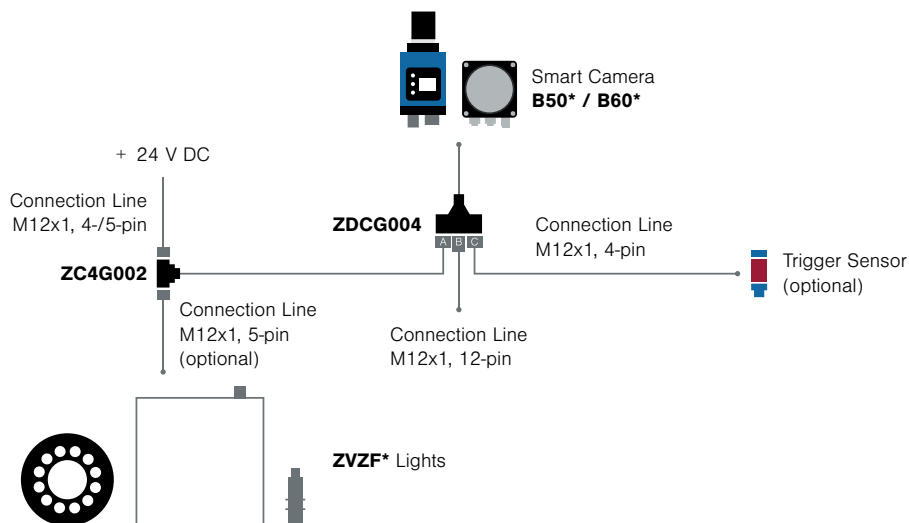 Smart Camera
B50* / B60*
+ 24 V DC
Connection Line
M12x1, 4-/5-pin
ZDCG004
A B C
Connection Line
M12x1, 4-pin
ZC4G002
Trigger Sensor
(optional)
Connection Line
M12x1, 5-pin
(optional)
Connection Line
M12x1, 12-pin
ZVZF* Lights